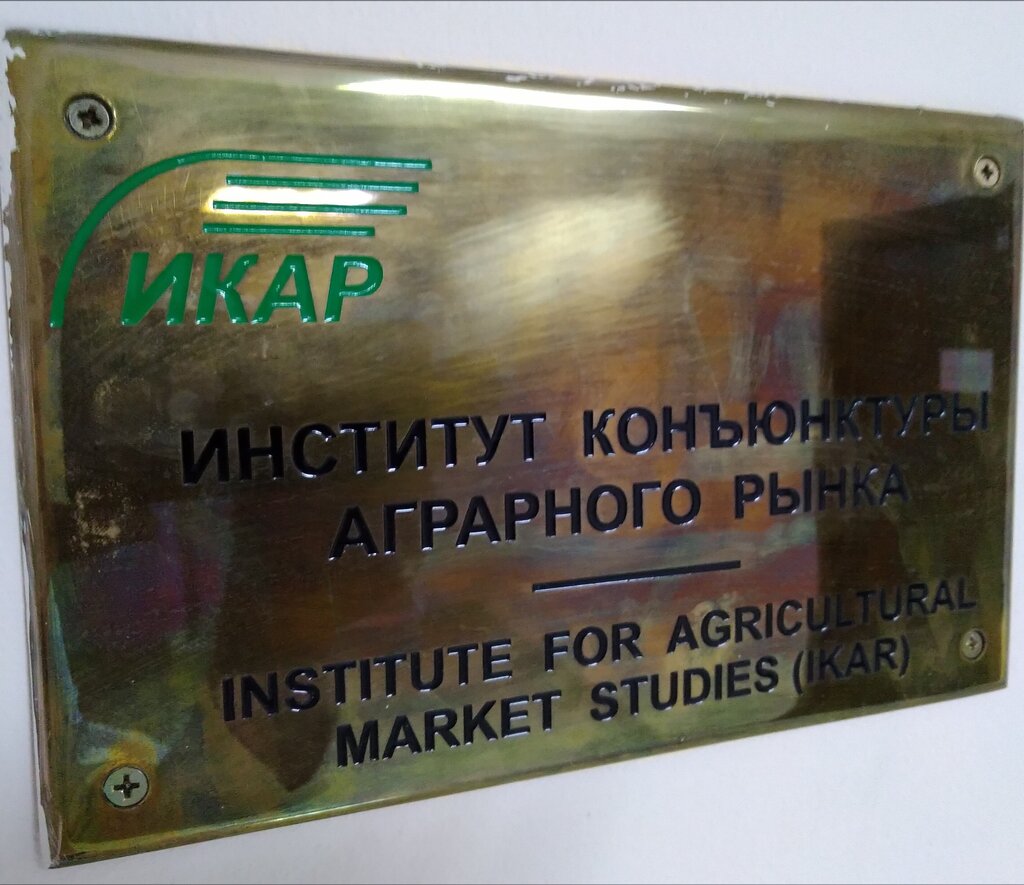 ИКАР
ИНСТИТУТ КОНЪЮНКТУРЫ
АГРАРНОГО РЫНКА
INSTITUTE FOR AGRICULTURAL
MARKET STUDIES (IKAR)